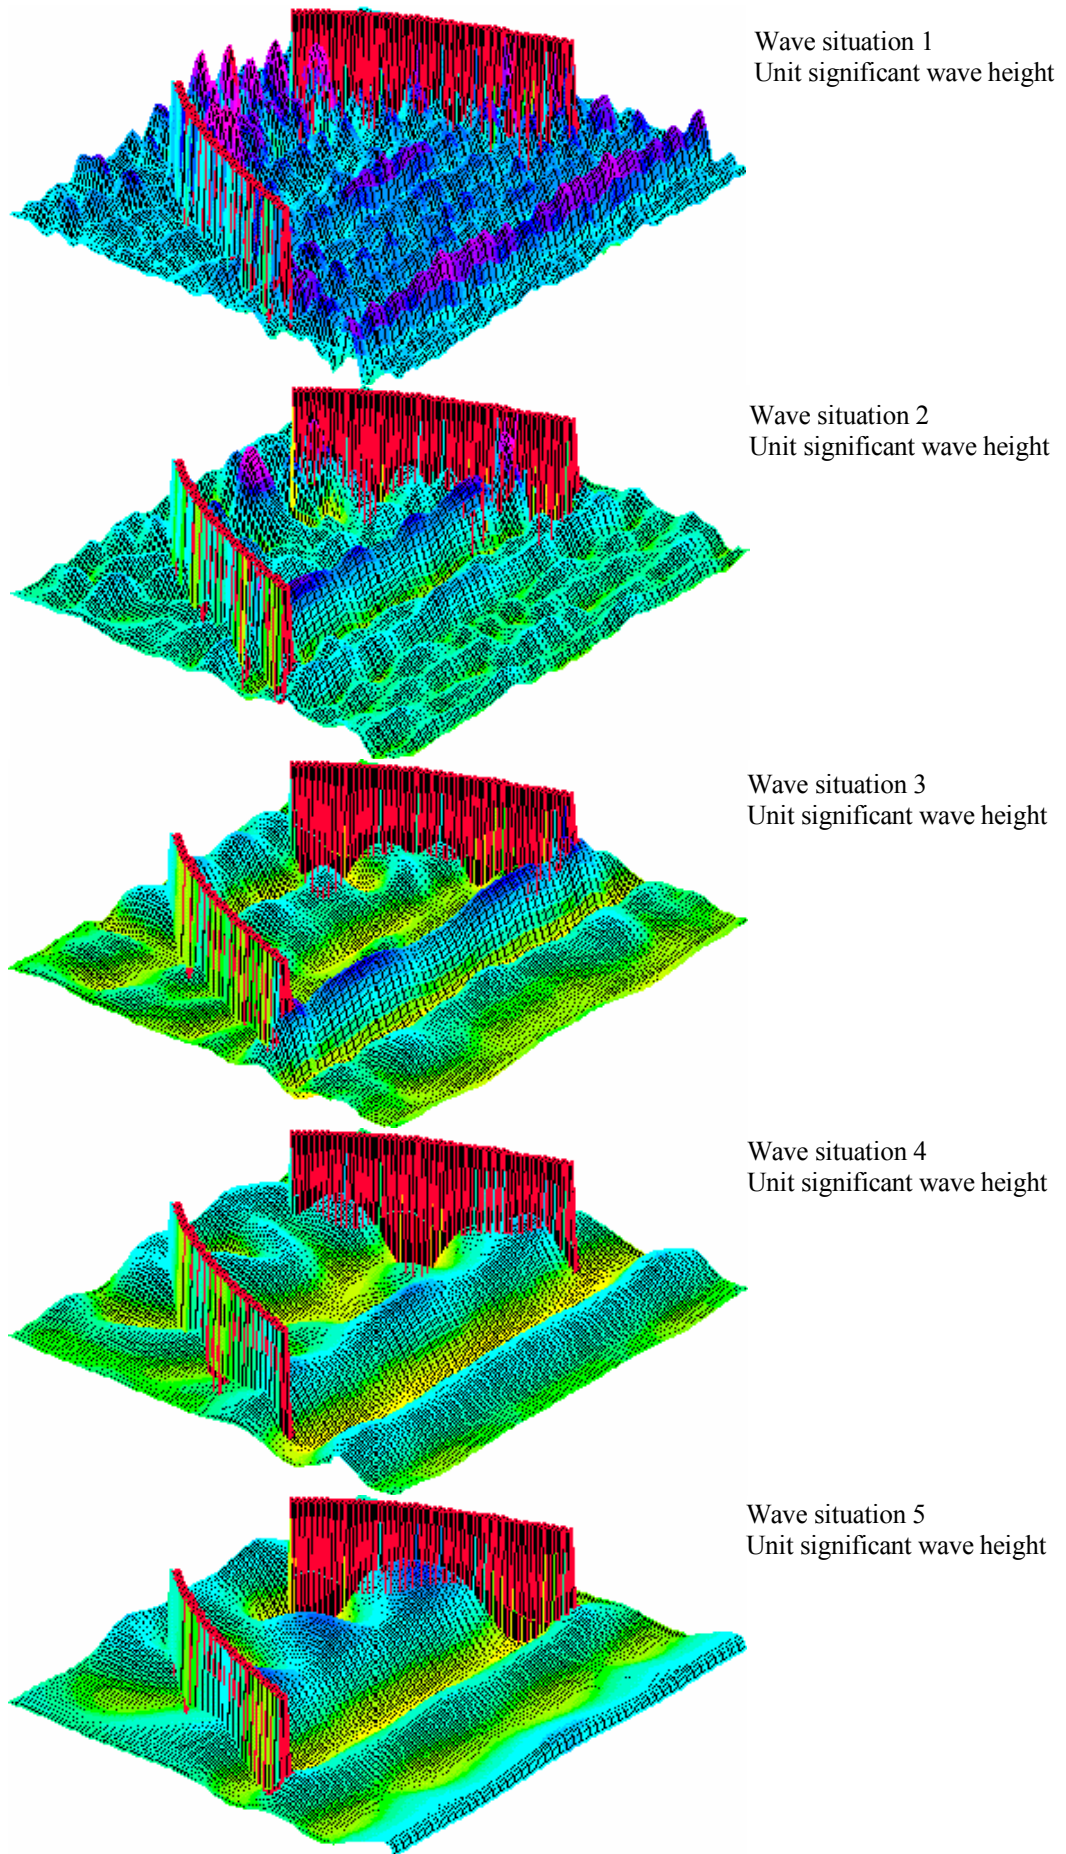 Wave situation 1
Unit significant wave height
Wave situation 2
Unit significant wave height
Wave situation 3
Unit significant wave height
Wave situation 4
Unit significant wave height
Wave situation 5
Unit significant wave height